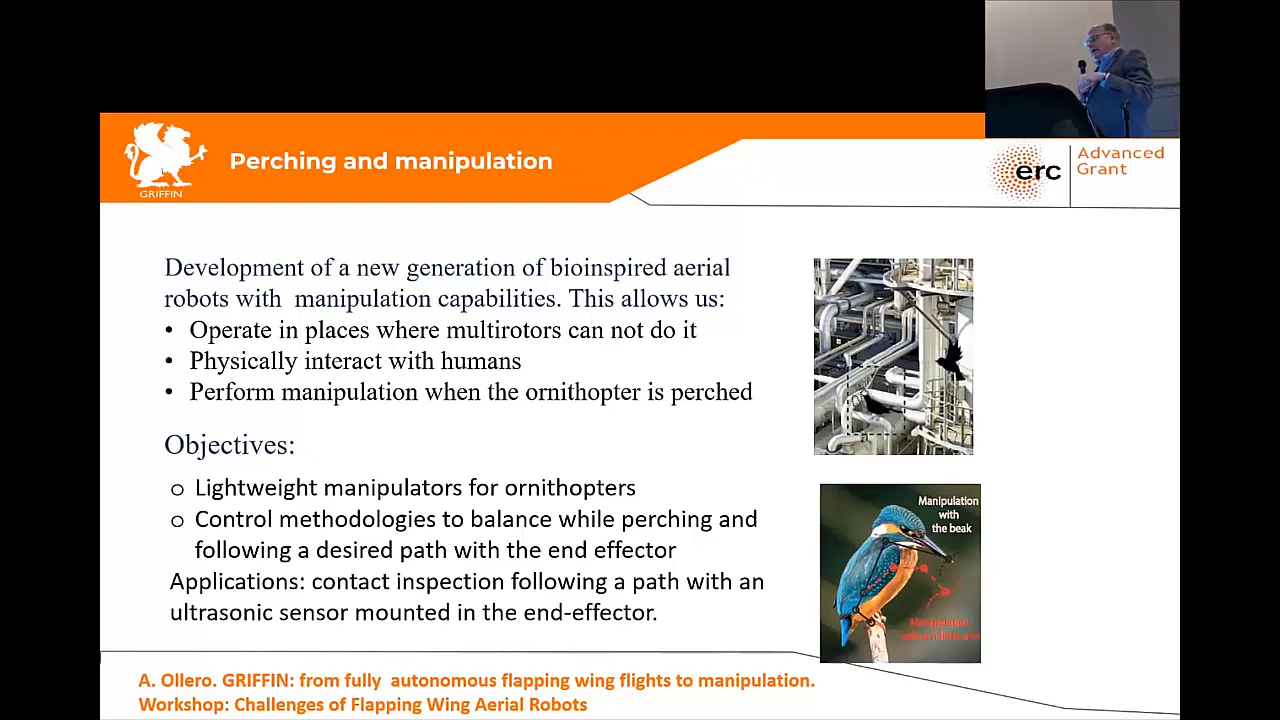 Perching and manipulation
GRIFFIN
erc
Advanced
Grant
Development of a new generation of bioinspired aerial
robots with manipulation capabilities. This allows us:
• Operate in places where multirotors can not do it
• Physically interact with humans
• Perform manipulation when the ornithopter is perched
Objectives:
o Lightweight manipulators for ornithopters
o Control methodologies to balance while perching and
following a desired path with the end effector
Applications: contact inspection following a path with an
ultrasonic sensor mounted in the end-effector.
Manipulation
with
the beak
Manipulation
A. Ollero. GRIFFIN: from fully autonomous flapping wing flights to manipulation.
Workshop: Challenges of Flapping Wing Aerial Robots